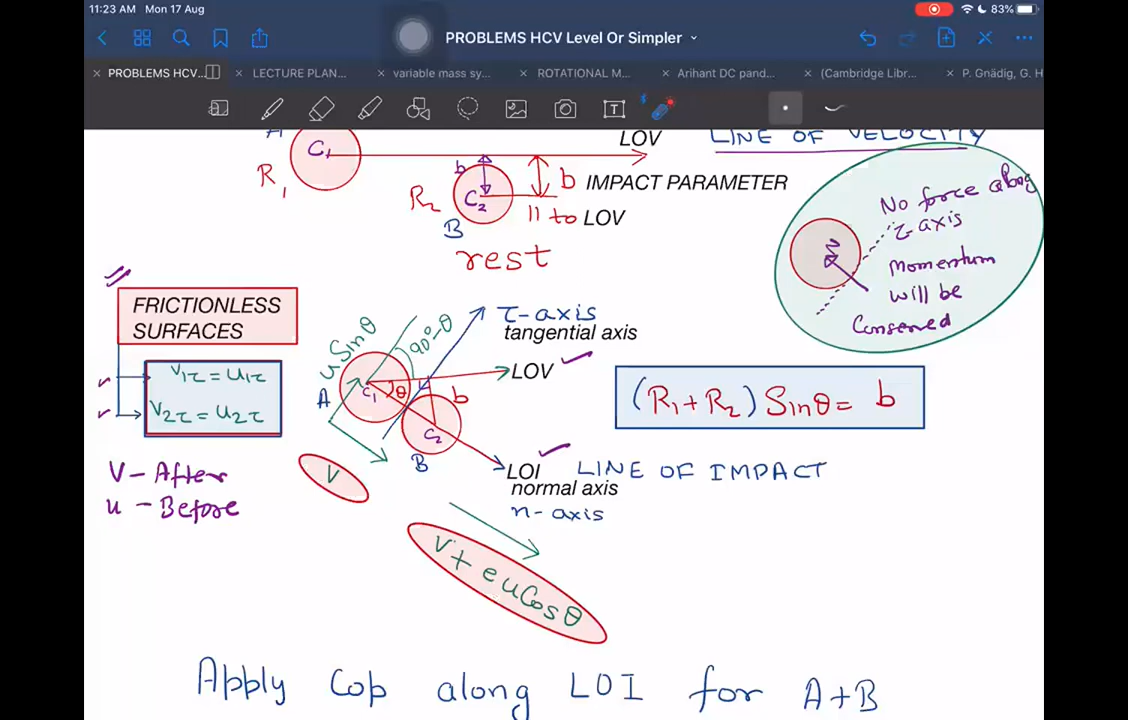 11:23 AM Mon 17 Aug
83%
PROBLEMS HCV Level Or Simpler
PROBLEMS HCV...
LECTURE PLAN...
variable mass sy...
ROTATIONAL M...
Arihant DC pand...
(Cambridge Libr...
P. Gnädig, G. H
T
A
C1
R1
LOV
LINE OF VELOCITY
b
b IMPACT PARAMETER
R2
C2
11 to LOV
B
rest
No force along
τ-axis
N
Momentum
will be
Conserved
FRICTIONLESS
SURFACES
V1τ = U1τ
V2τ = U2τ
V - After
u - Before
u Sinθ
90°-θ
τ-axis
tangential axis
LOV
A
C1
θ
b
C2
B
V
LOI LINE OF IMPACT
normal axis
n-axis
(R1+R2) Sinθ = b
V + e u Cosθ
Apply Cop along LOI for A+B